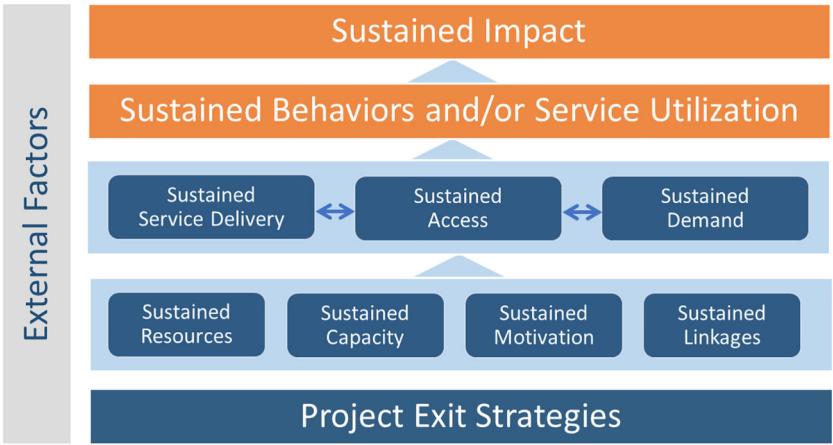 External Factors
Sustained Impact
Sustained Behaviors and/or Service Utilization
Sustained
Service Delivery
Sustained
Access
Sustained
Demand
Sustained
Resources
Sustained
Capacity
Sustained
Motivation
Sustained
Linkages
Project Exit Strategies